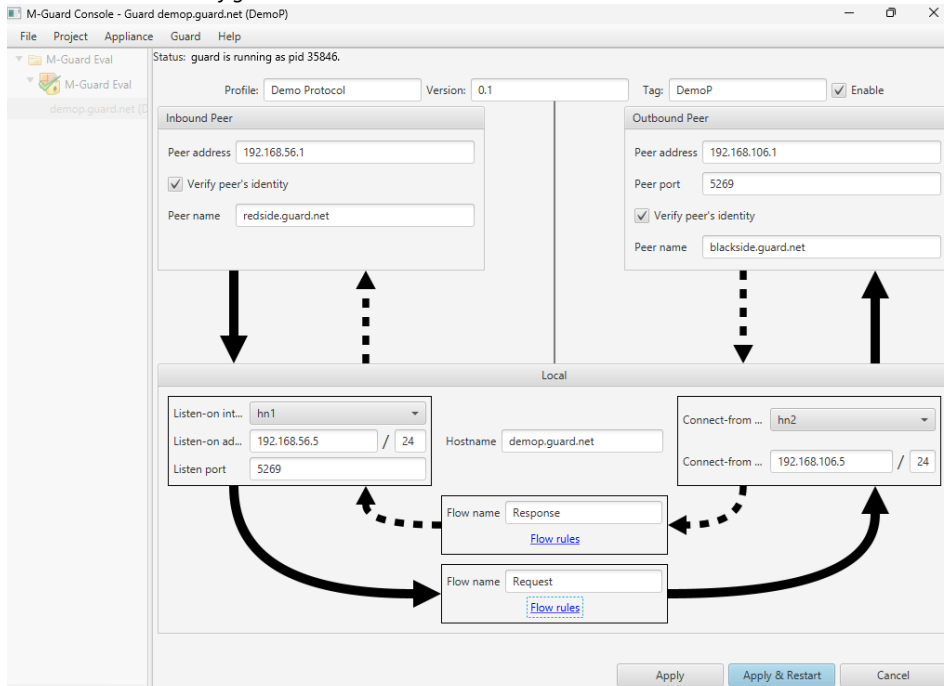 M-Guard Console - Guard demop.guard.net (DemoP)
File Project Appliance Guard Help
M-Guard Eval
M-Guard Eval
demop.guard.net (D
Status: guard is running as pid 35846.
Profile: Demo Protocol Version: 0.1 Tag: DemoP Enable
Inbound Peer
Peer address 192.168.56.1
Verify peer's identity
Peer name redside.guard.net
Outbound Peer
Peer address 192.168.106.1
Peer port 5269
Verify peer's identity
Peer name blackside.guard.net
Local
Listen-on int... hn1
Listen-on ad... 192.168.56.5 / 24
Listen port 5269
Hostname demop.guard.net
Connect-from ... hn2
Connect-from ... 192.168.106.5 / 24
Flow name Response
Flow rules
Flow name Request
Flow rules
Apply Apply & Restart Cancel